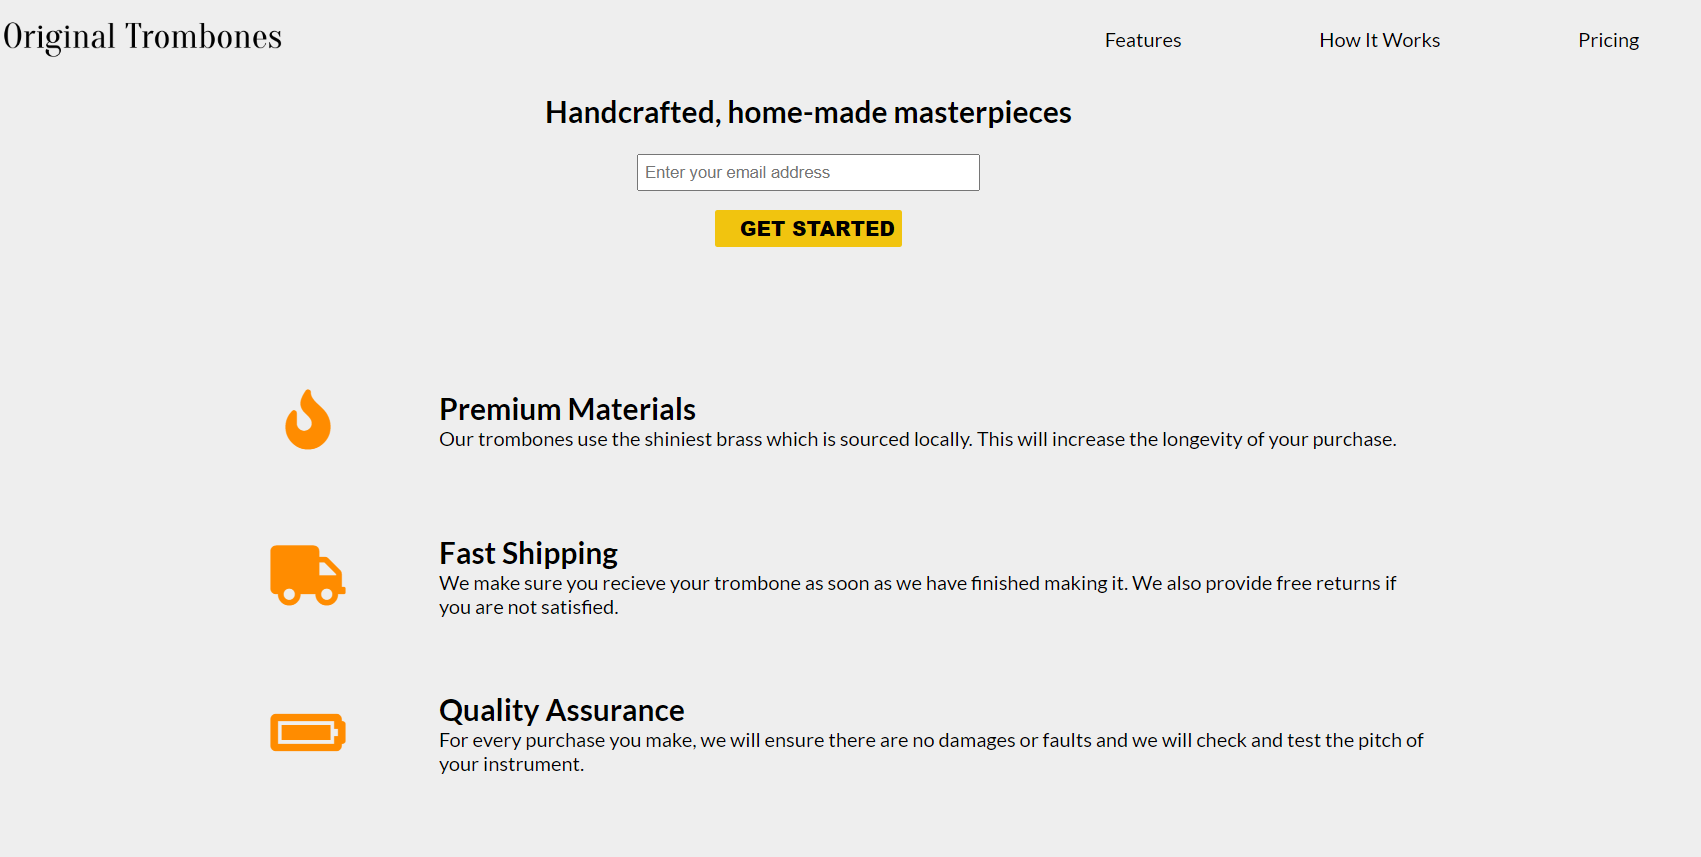 Original Trombones
Features
How It Works
Pricing
Handcrafted, home-made masterpieces
Enter your email address
GET STARTED
Premium Materials
Our trombones use the shiniest brass which is sourced locally. This will increase the longevity of your purchase.
Fast Shipping
We make sure you recieve your trombone as soon as we have finished making it. We also provide free returns if
you are not satisfied.
Quality Assurance
For every purchase you make, we will ensure there are no damages or faults and we will check and test the pitch of
your instrument.